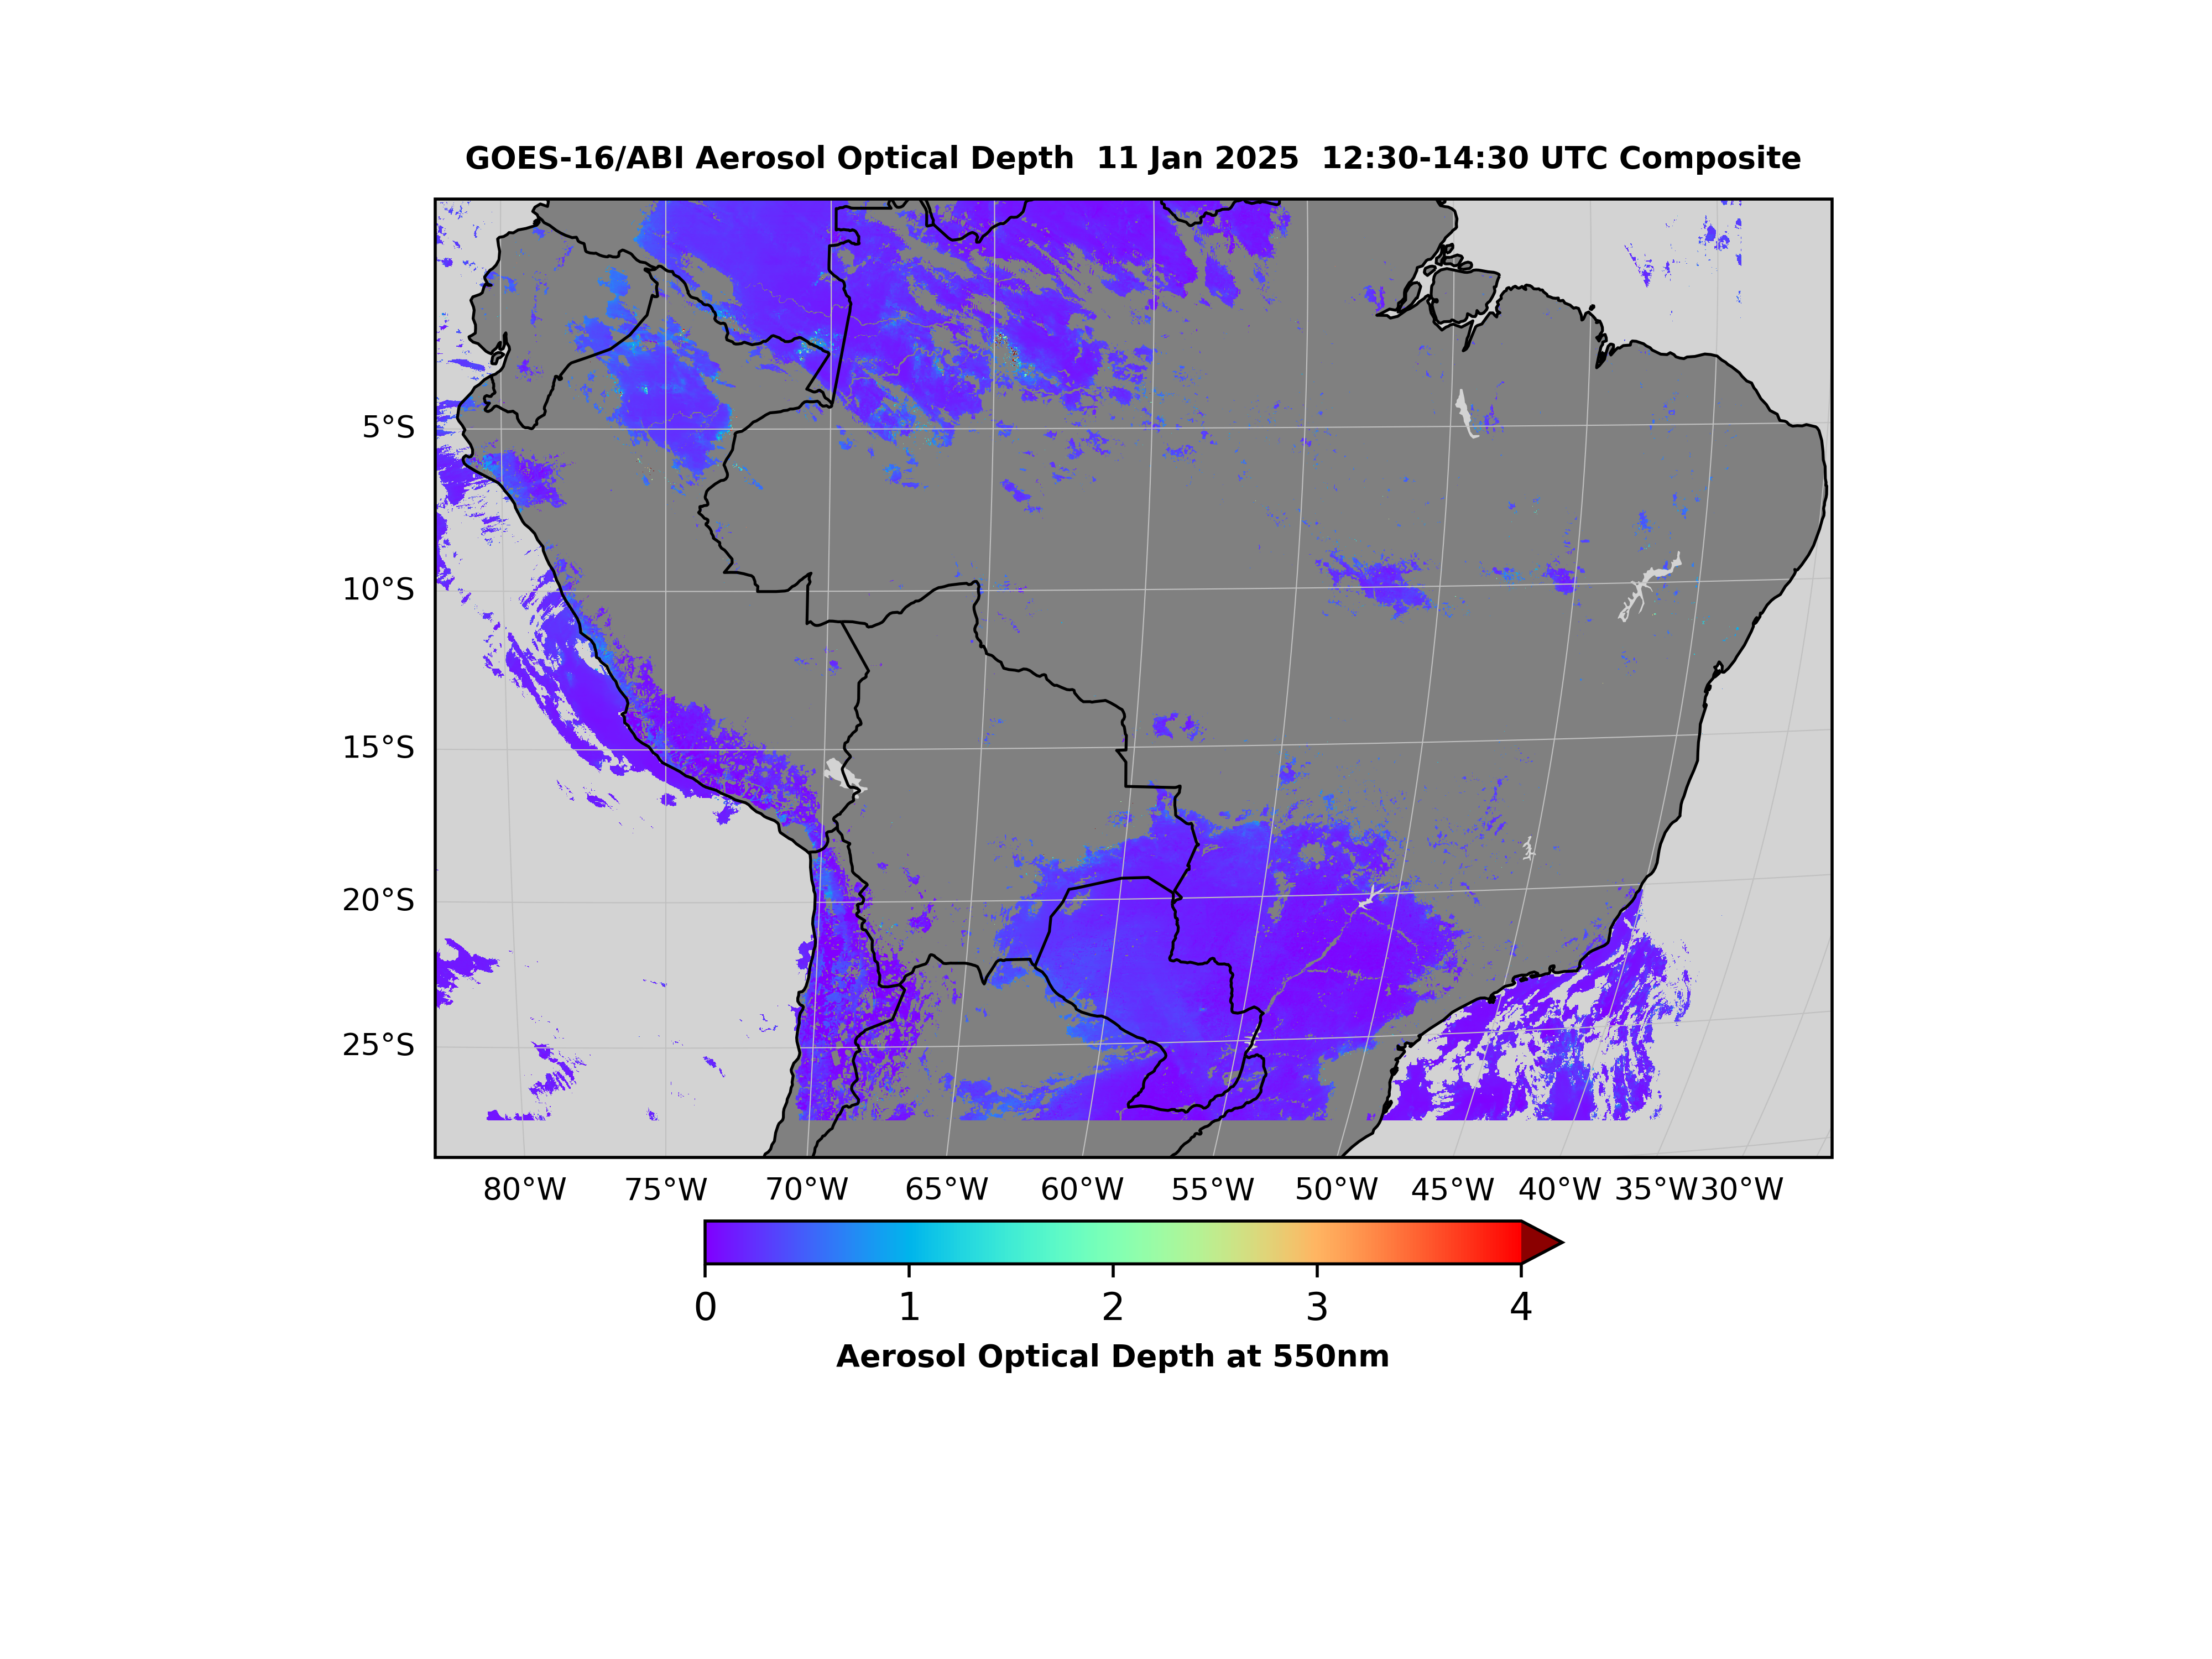 GOES-16/ABI Aerosol Optical Depth  11 Jan 2025  12:30-14:30 UTC Composite
5°S
10°S
15°S
20°S
25°S
80°W 75°W 70°W 65°W 60°W 55°W 50°W 45°W 40°W 35°W 30°W
0 1 2 3 4
Aerosol Optical Depth at 550nm